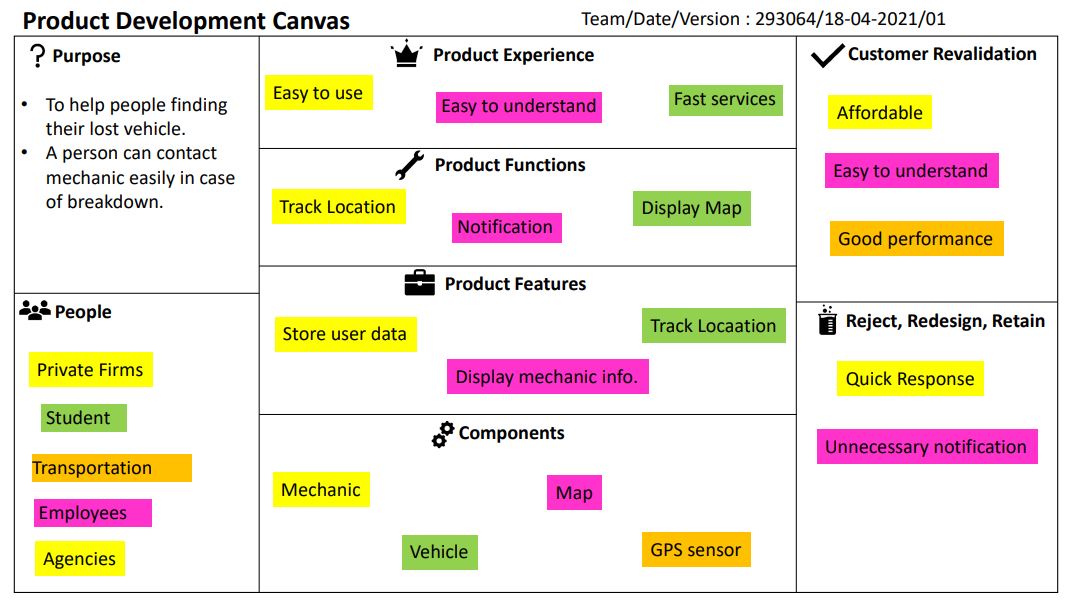 Product Development Canvas
Team/Date/Version : 293064/18-04-2021/01
Purpose
• To help people finding
their lost vehicle.
• A person can contact
mechanic easily in case
of breakdown.
People
Private Firms
Student
Transportation
Employees
Agencies
Product Experience
Easy to use
Easy to understand
Fast services
Product Functions
Track Location
Notification
Display Map
Product Features
Store user data
Track Locaation
Display mechanic info.
Components
Mechanic
Map
Vehicle
GPS sensor
Customer Revalidation
Affordable
Easy to understand
Good performance
Reject, Redesign, Retain
Quick Response
Unnecessary notification